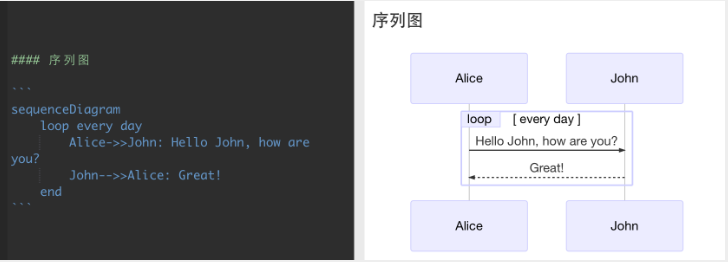 #### 序列图
```
sequenceDiagram
    loop every day
        Alice->>John: Hello John, how are
you?
        John-->>Alice: Great!
    end
```
序列图
Alice John
loop [ every day ]
Hello John, how are you?
Great!
Alice John